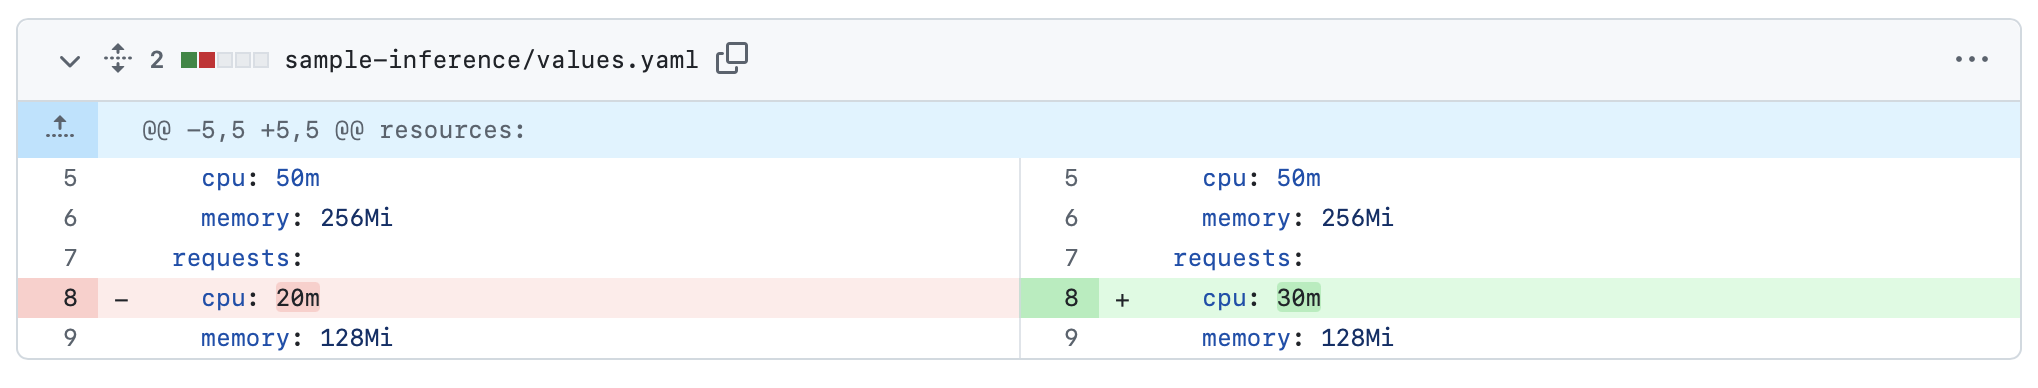 2 sample-inference/values.yaml
@@ -5,5 +5,5 @@ resources:
5 cpu: 50m 5 cpu: 50m
6 memory: 256Mi 6 memory: 256Mi
7 requests: 7 requests:
8 - cpu: 20m 8 + cpu: 30m
9 memory: 128Mi 9 memory: 128Mi